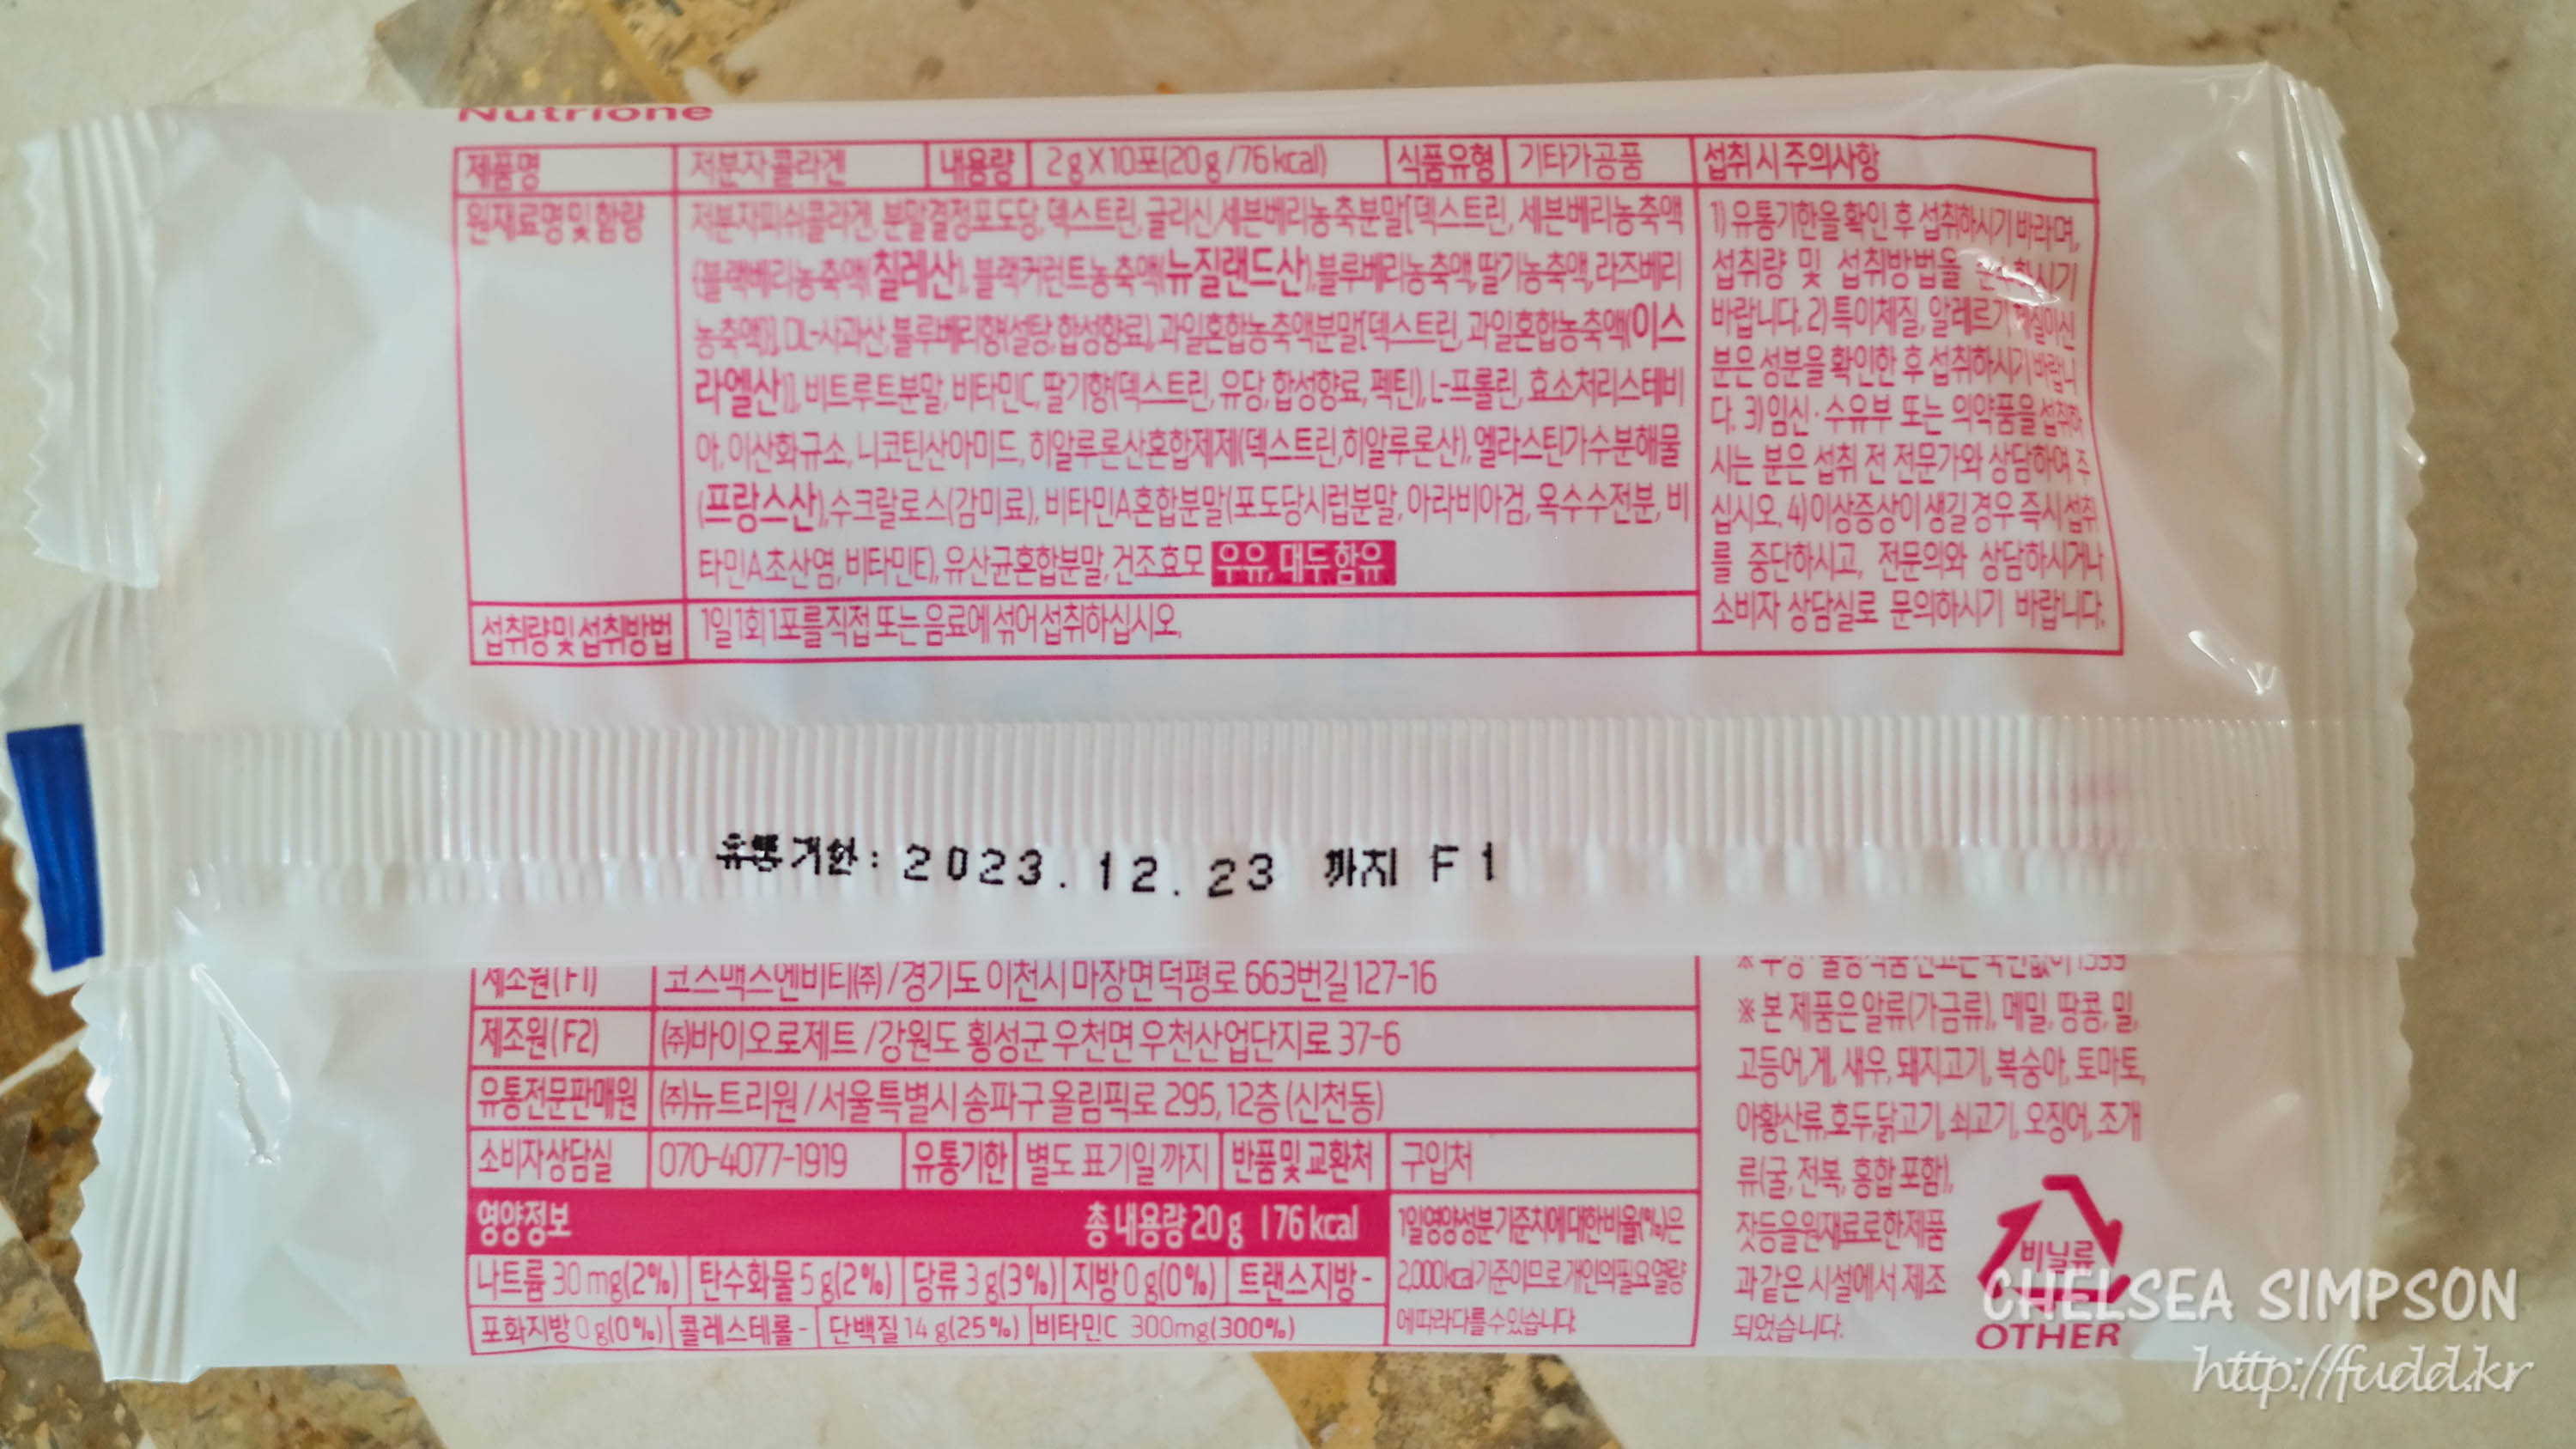 Nutrione
제품명 저분자콜라겐 내용량 2g X 10포(20g/76kcal) 식품유형 기타가공품 섭취 시 주의사항
원재료명 및 함량
저분자피쉬콜라겐, 분말결정포도당, 덱스트린, 글리신, 세븐베리농축분말[덱스트린, 세븐베리농축액
{블랙베리농축액(칠레산), 블랙커런트농축액(뉴질랜드산), 블루베리농축액, 딸기농축액, 라즈베리
농축액}], DL-사과산, 블루베리향(설탕, 합성향료), 과일혼합농축액분말[덱스트린, 과일혼합농축액(이스
라엘산)], 비트루트분말, 비타민C, 딸기향(덱스트린, 유당, 합성향료, 펙틴), L-프롤린, 효소처리스테비
아, 이산화규소, 니코틴산아미드, 히알루론산혼합제제(덱스트린, 히알루론산), 엘라스틴가수분해물
(프랑스산), 수크랄로스(감미료), 비타민A혼합분말(포도당시럽분말, 아라비아검, 옥수수전분, 비
타민A초산염, 비타민E), 유산균혼합분말, 건조효모 우유, 대두 함유
섭취량 및 섭취방법 1일 1회 1포를 직접 또는 음료에 섞어 섭취하십시오.
1) 유통기한을 확인 후 섭취하시기 바라며,
섭취량 및 섭취방법을 하시기
바랍니다. 2) 특이체질, 알레르기 체질이신
분은 성분을 확인한 후 섭취하시기 바랍니
다. 3) 임신·수유부 또는 의약품을 섭취하
시는 분은 섭취 전 전문가와 상담하여 주
십시오. 4) 이상증상이 생길 경우 즉시 섭취
를 중단하시고, 전문의와 상담하시거나
소비자 상담실로 문의하시기 바랍니다.
유통기한: 2023.12.23 까지 F1
제조원(F1) 코스맥스엔비티(주) / 경기도 이천시 마장면 덕평로 663번길 127-16
제조원(F2) (주)바이오로제트 / 강원도 횡성군 우천면 우천산업단지로 37-6
유통전문판매원 (주)뉴트리원 / 서울특별시 송파구 올림픽로 295, 12층 (신천동)
소비자상담실 070-4077-1919 유통기한 별도 표기일 까지 반품 및 교환처 구입처
영양정보 총 내용량 20g | 76kcal
나트륨 30mg(2%) 탄수화물 5g(2%) 당류 3g(3%) 지방 0g(0%) 트랜스지방 -
포화지방 0g(0%) 콜레스테롤 - 단백질 14g(25%) 비타민C 300mg(300%)
1일 영양성분 기준치에 대한 비율(%)은
2,000kcal 기준이므로 개인의 필요 열량
에 따라 다를 수 있습니다.
※ 부정·불량식품 신고는 국번없이 1399
※ 본 제품은 알류(가금류), 메밀, 땅콩, 밀,
고등어, 게, 새우, 돼지고기, 복숭아, 토마토,
아황산류, 호두, 닭고기, 쇠고기, 오징어, 조개
류(굴, 전복, 홍합 포함),
잣 등을 원재료로 한 제품
과 같은 시설에서 제조
되었습니다.
비닐류
OTHER
CHELSEA SIMPSON
http://fudd.kr